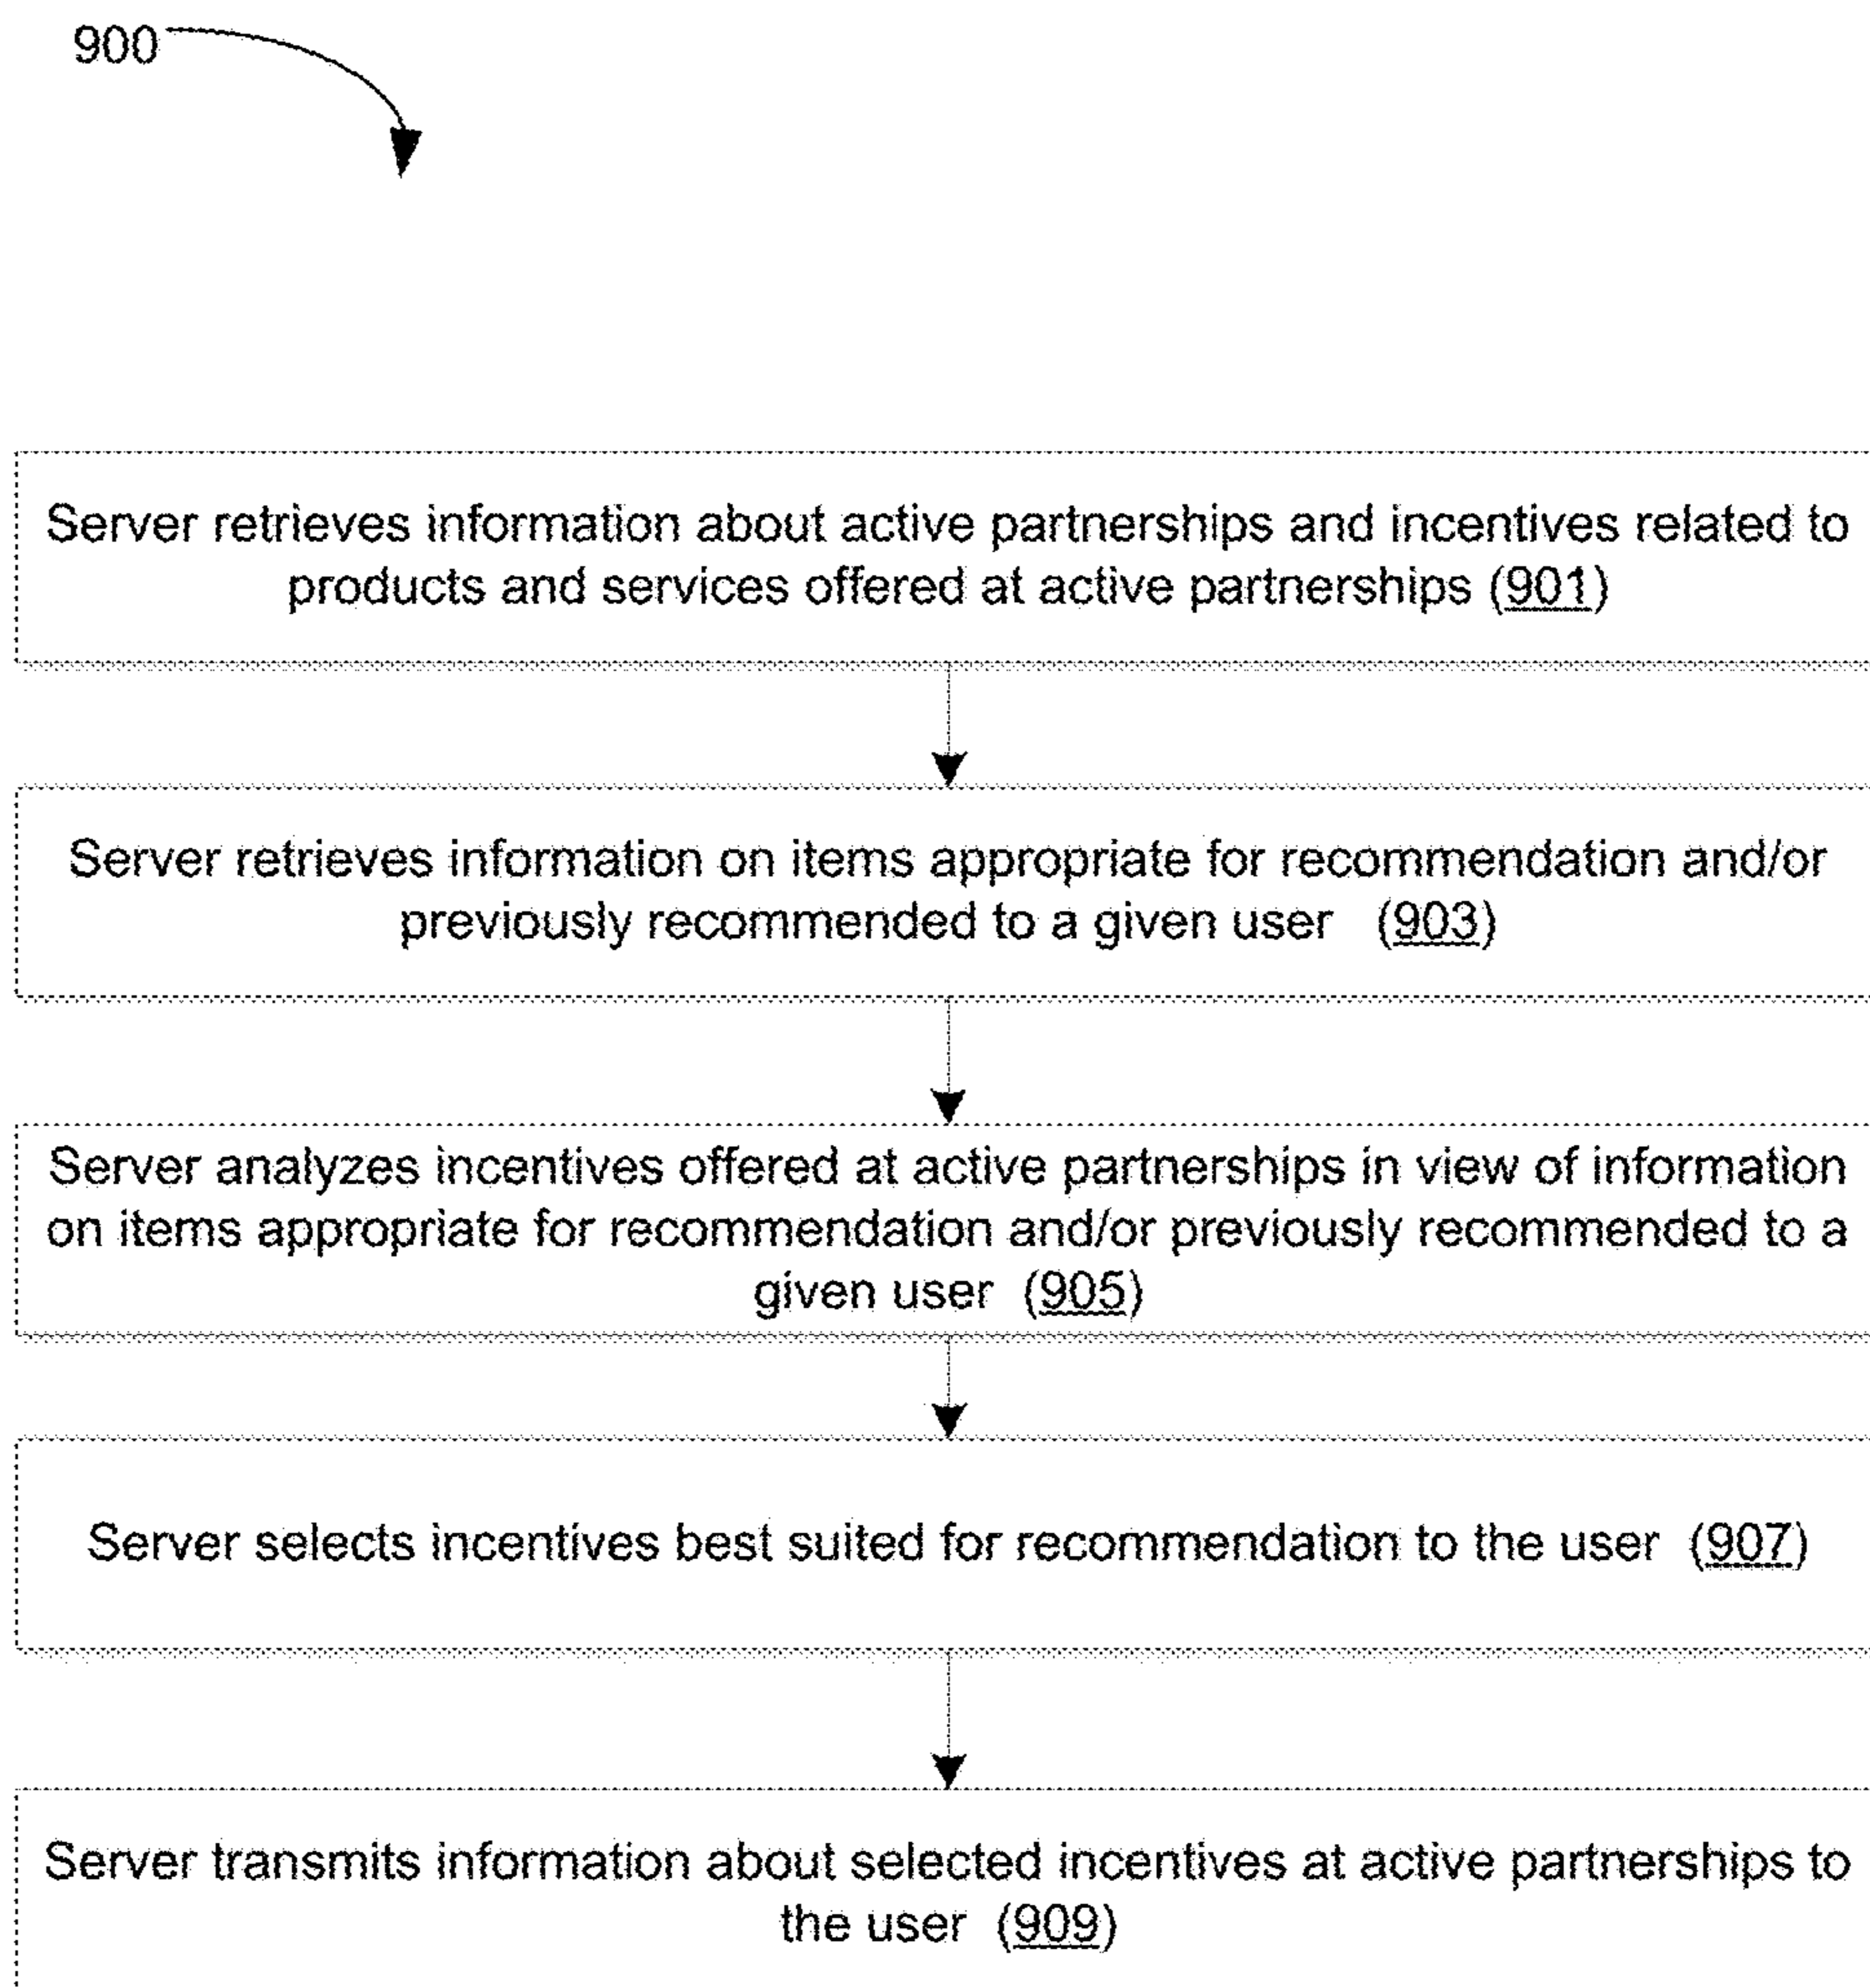 900
Server retrieves information about active partnerships and incentives related to
products and services offered at active partnerships (901)
Server retrieves information on items appropriate for recommendation and/or
previously recommended to a given user (903)
Server analyzes incentives offered at active partnerships in view of information
on items appropriate for recommendation and/or previously recommended to a
given user (905)
Server selects incentives best suited for recommendation to the user (907)
Server transmits information about selected incentives at active partnerships to
the user (909)